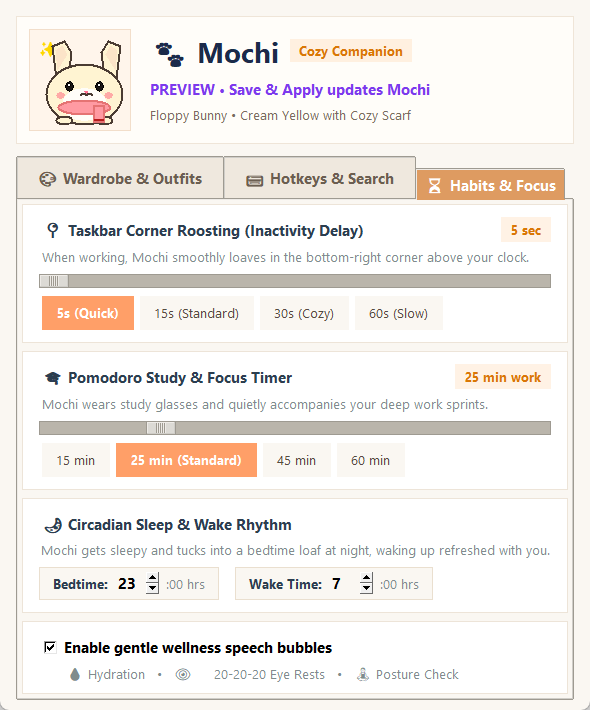 Mochi Cozy Companion
PREVIEW • Save & Apply updates Mochi
Floppy Bunny • Cream Yellow with Cozy Scarf
Wardrobe & Outfits Hotkeys & Search Habits & Focus
Taskbar Corner Roosting (Inactivity Delay) 5 sec
When working, Mochi smoothly loaves in the bottom-right corner above your clock.
5s (Quick) 15s (Standard) 30s (Cozy) 60s (Slow)
Pomodoro Study & Focus Timer 25 min work
Mochi wears study glasses and quietly accompanies your deep work sprints.
15 min 25 min (Standard) 45 min 60 min
Circadian Sleep & Wake Rhythm
Mochi gets sleepy and tucks into a bedtime loaf at night, waking up refreshed with you.
Bedtime: 23 :00 hrs Wake Time: 7 :00 hrs
Enable gentle wellness speech bubbles
Hydration • 20-20-20 Eye Rests • Posture Check